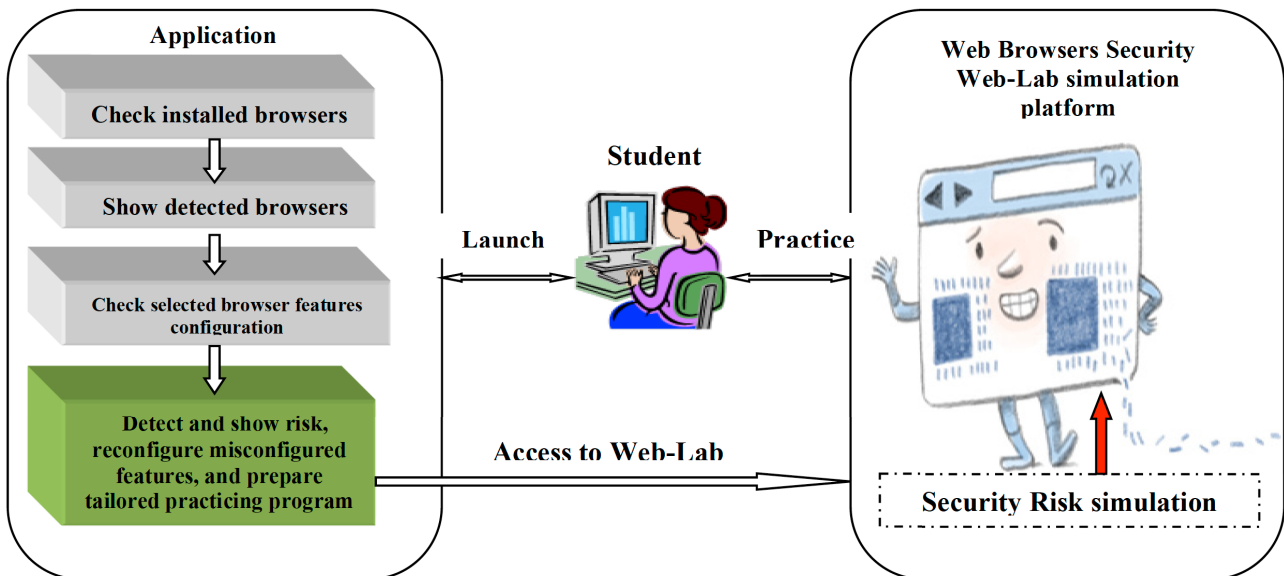 Application
Check installed browsers
Show detected browsers
Check selected browser features
configuration
Detect and show risk,
reconfigure misconfigured
features, and prepare
tailored practicing program
Student
Launch
Practice
Access to Web-Lab
Web Browsers Security
Web-Lab simulation
platform
X
Security Risk simulation